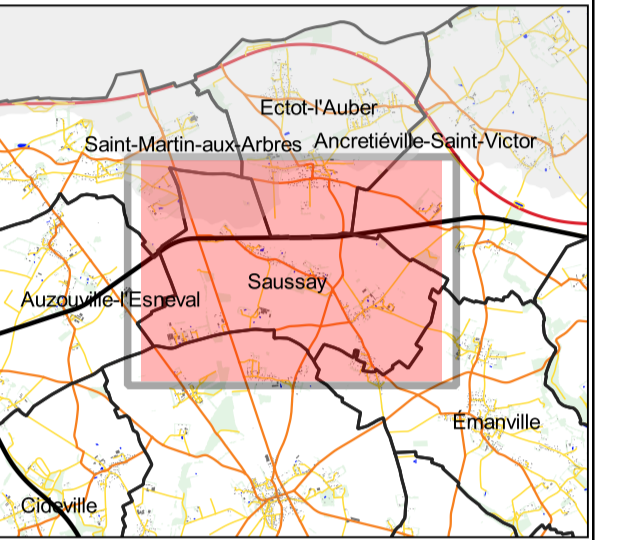 Ectot-l'Auber
Saint-Martin-aux-Arbres
Ancretiéville-Saint-Victor
Saussay
Auzouville-l'Esneval
Émanville
Cideville